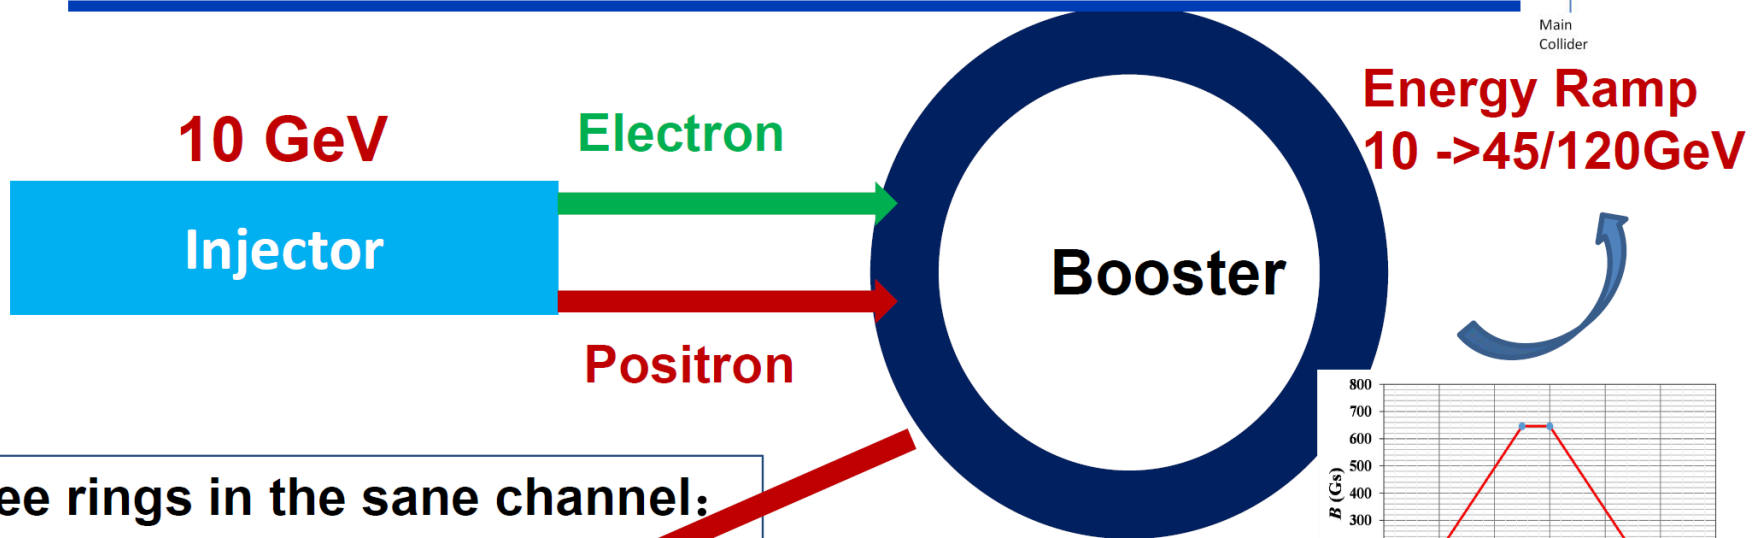 Main
Collider
Energy Ramp
10 ->45/120GeV
10 GeV
Electron
Injector
Booster
Positron
ee rings in the sane channel:
800
700
600
500
400
300
B (Gs)